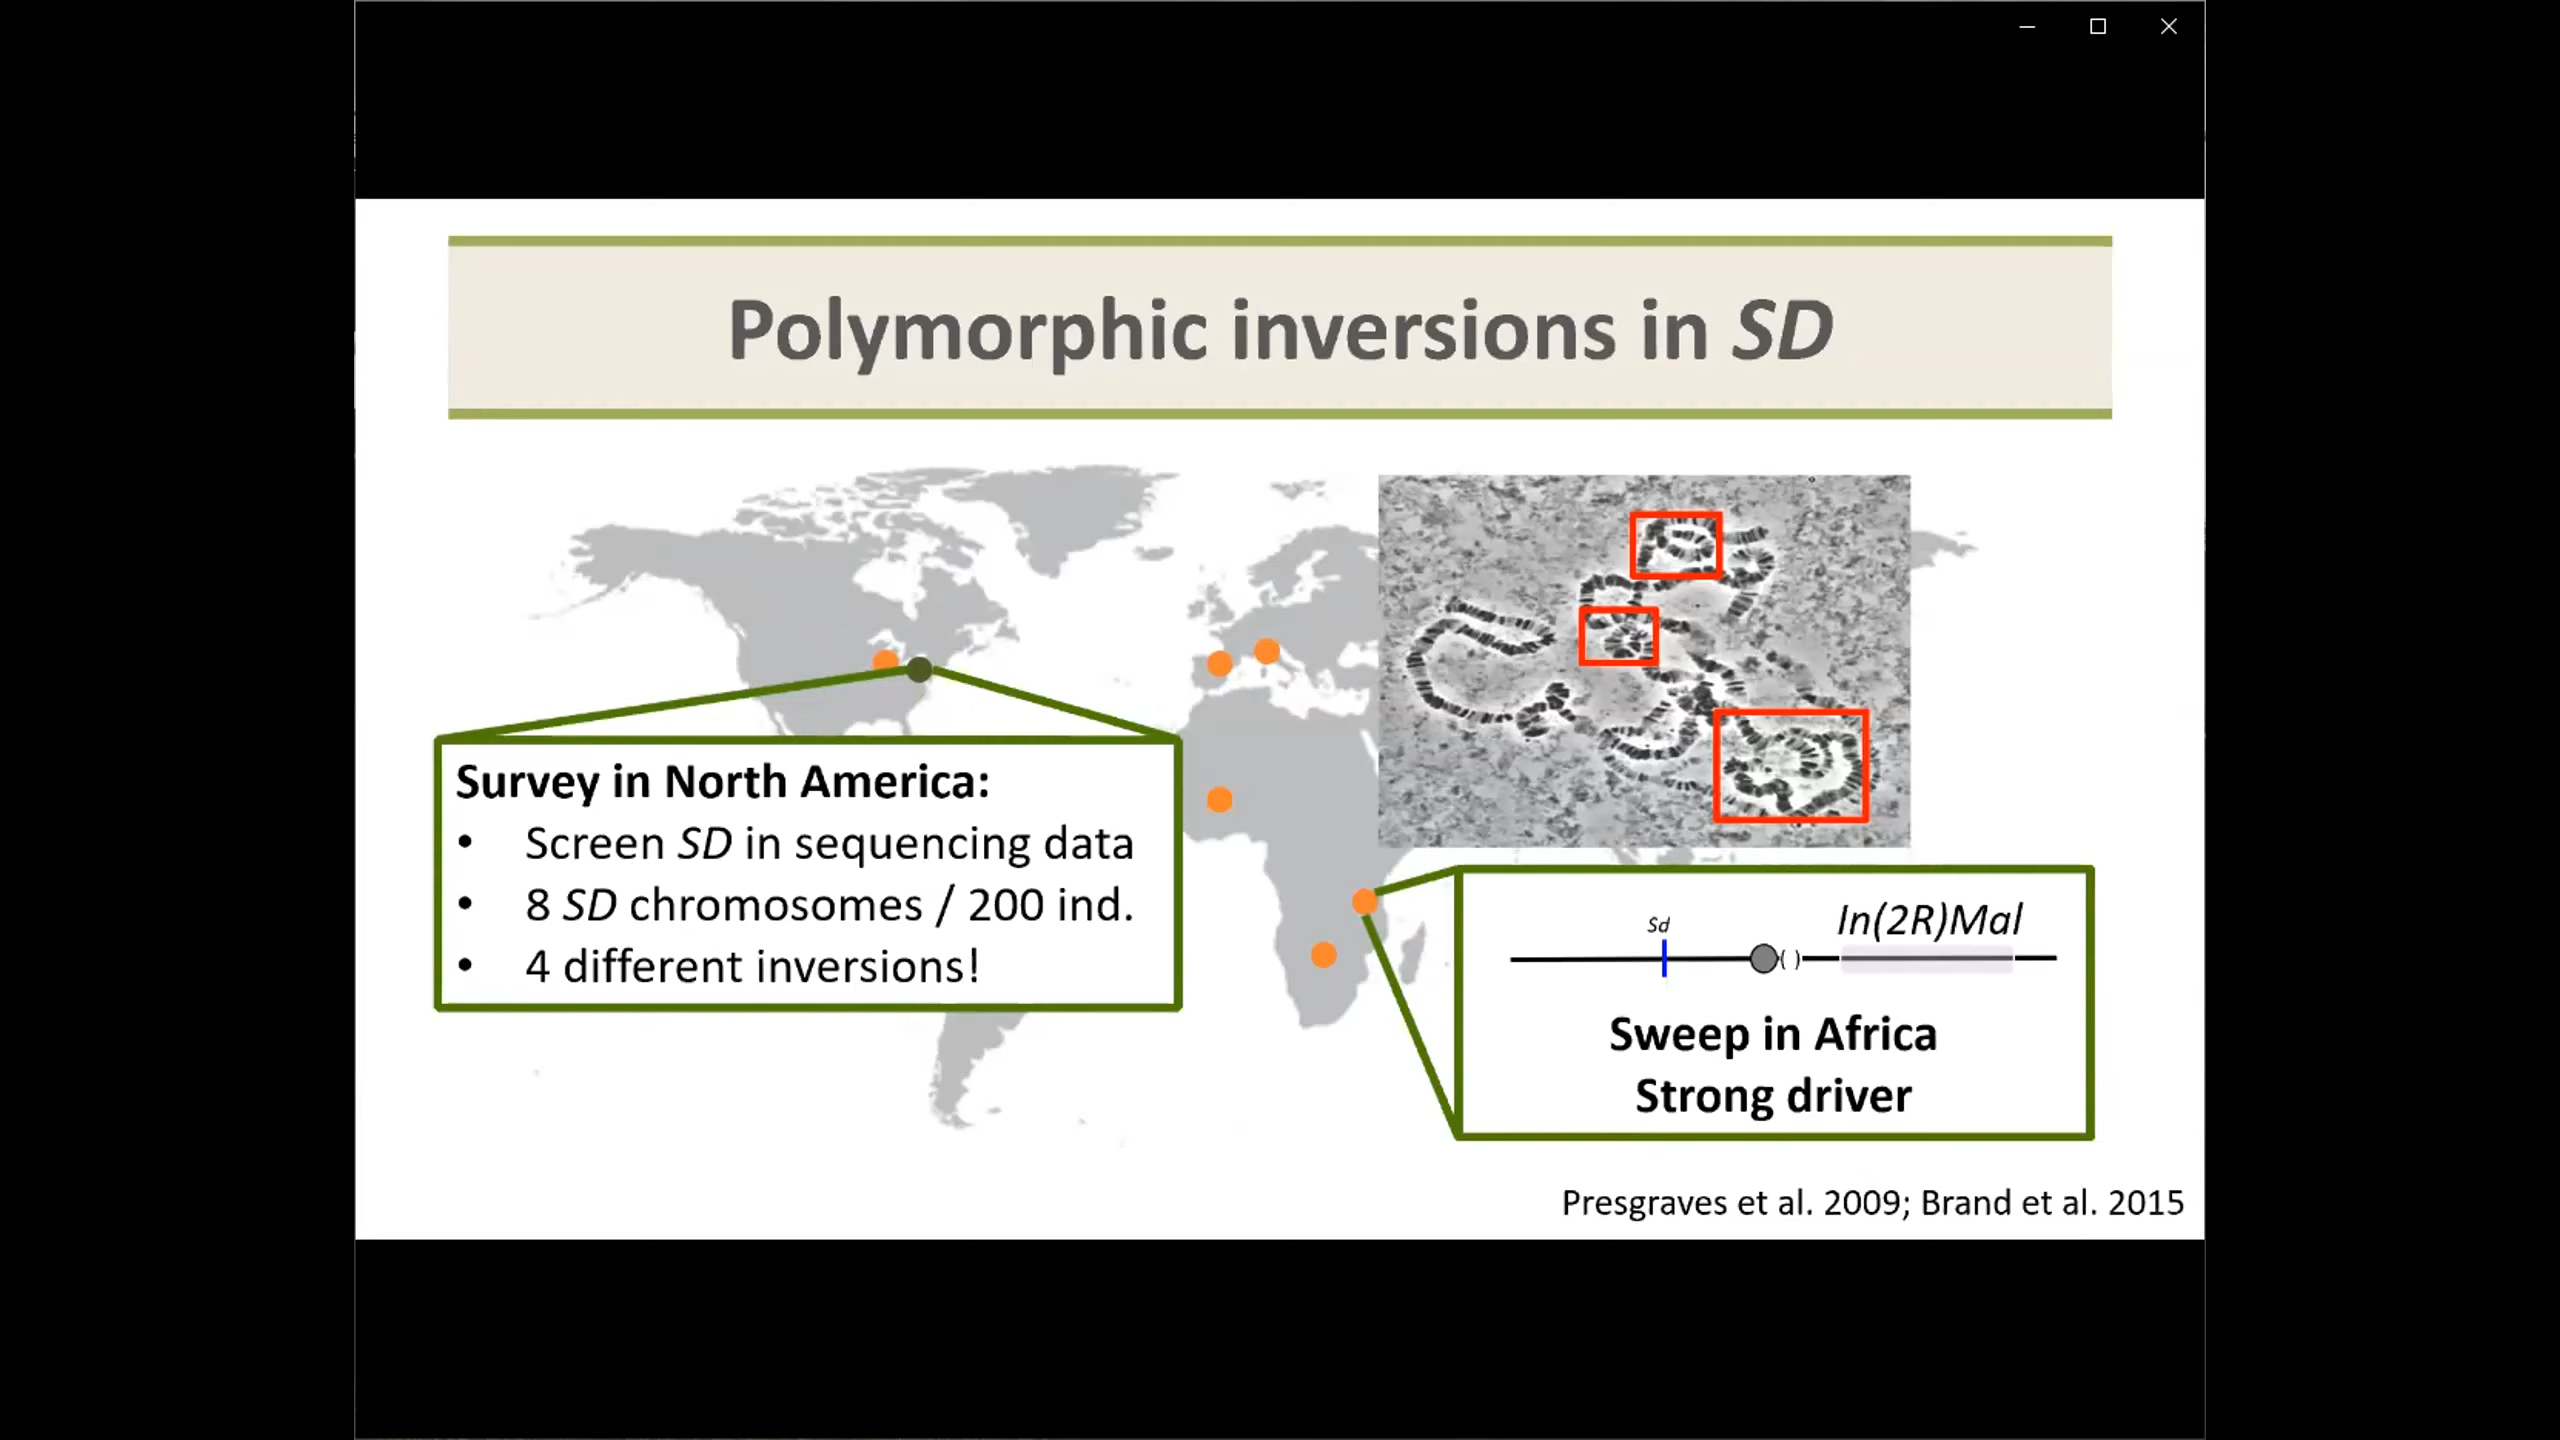 Polymorphic inversions in SD
Survey in North America:
• Screen SD in sequencing data
• 8 SD chromosomes / 200 ind.
• 4 different inversions!
Sd
In(2R)Mal
( )
Sweep in Africa
Strong driver
Presgraves et al. 2009; Brand et al. 2015